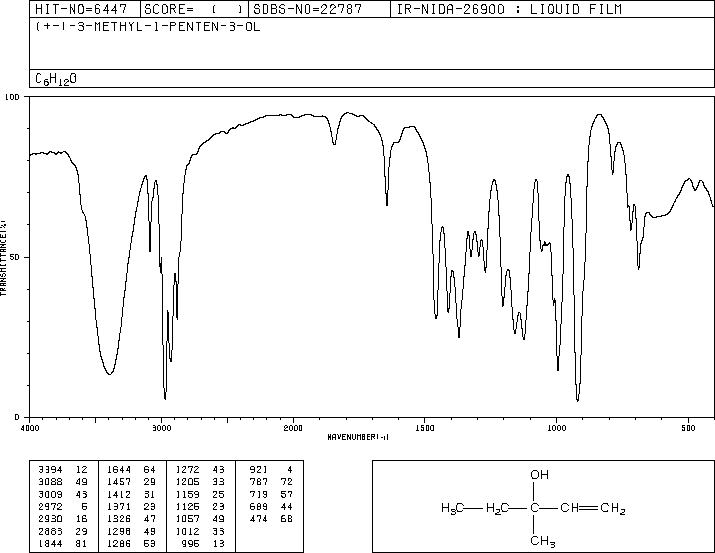 HIT-NO=6447 SCORE= ( ) SDBS-NO=22787 IR-NIDA-26900 : LIQUID FILM
(+-)-3-METHYL-1-PENTEN-3-OL
C6H12O
100
50
0
TRANSMITTANCE(%)
4000 3000 2000 1500 1000 500
WAVENUMBER(-1)
3394 12 1644 64 1272 43 921 4
3088 49 1457 29 1205 33 787 72
3009 43 1412 31 1159 25 719 57
2972 5 1371 23 1125 23 689 44
2930 16 1326 47 1057 49 474 68
2883 29 1298 49 1012 33
1844 81 1286 53 995 13
OH
H3C H2C C CH CH2
CH3